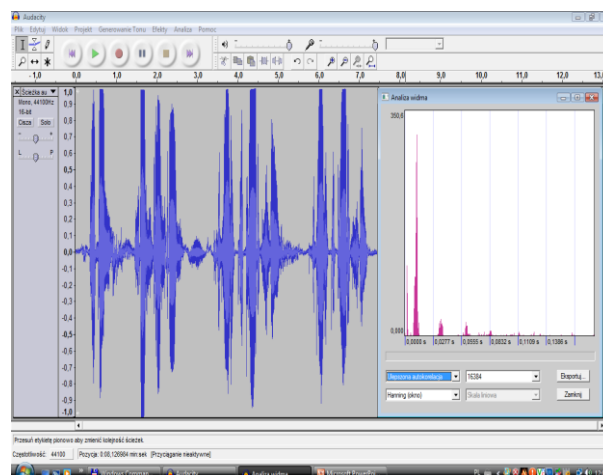 Audacity
Plik Edytuj Widok Projekt Generowanie Tonu Efekty Analiza Pomoc
- 1,0 0,0 1,0 2,0 3,0 4,0 5,0 6,0 7,0 8,0 9,0 10,0 11,0 12,0 13,
Ścieżka au
Mono, 44100Hz
16-bit
Solo
- +
L P
1,0
0,9
0,8
0,7
0,6
0,5
0,4
0,3
0,2
0,1
0,0
-0,1
-0,2
-0,3
-0,4
-0,5
-0,6
-0,7
-0,8
-0,9
-1,0
Analiza widma
350,6
0,000
0,0000 s 0,0277 s 0,0555 s 0,0832 s 0,1109 s 0,1386 s
Ulepszona autokorelacja 16384 Eksportuj...
Hanning (okno) Skala liniowa Zamknij
Przesuń etykietę pionowo aby zmienić kolejność ścieżek.
Częstotliwość: 44100 Pozycja: 0:08,126984 min:sek [Przyciąganie nieaktywne]
Windows Comman... Audacity Analiza widma Microsoft PowerPoi...
PL